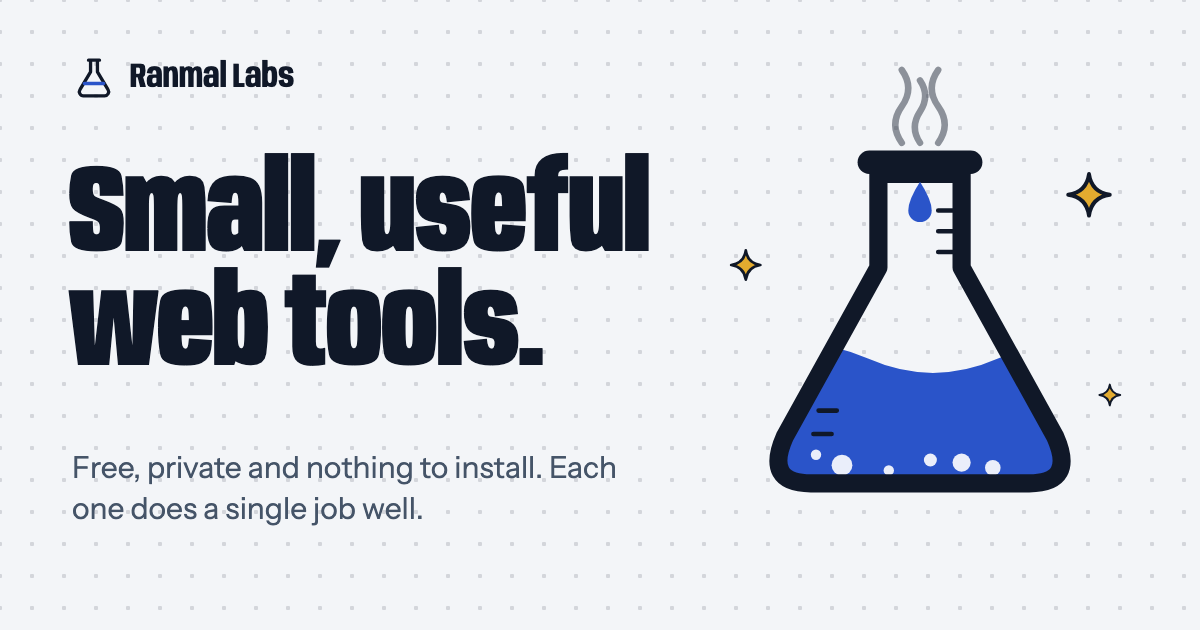 Ranmal Labs
Small, useful
web tools.
Free, private and nothing to install. Each
one does a single job well.